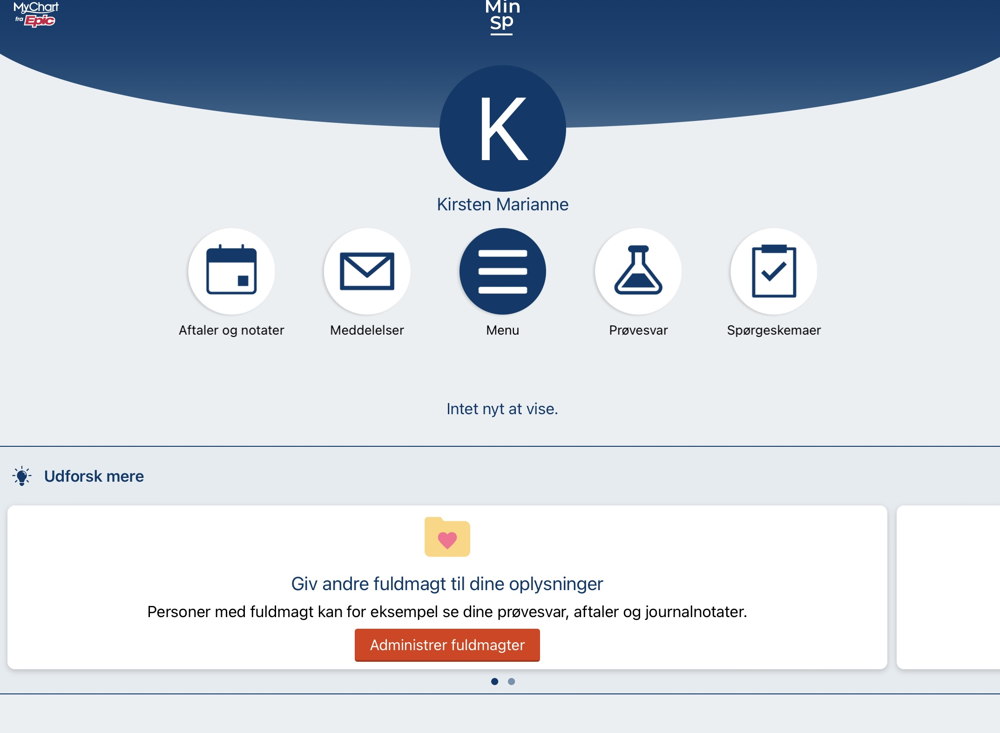 MyChart
fra Epic
Min
Sp
K
Kirsten Marianne
Aftaler og notater
Meddelelser
Menu
Prøvesvar
Spørgeskemaer
Intet nyt at vise.
Udforsk mere
Giv andre fuldmagt til dine oplysninger
Personer med fuldmagt kan for eksempel se dine prøvesvar, aftaler og journalnotater.
Administrer fuldmagter